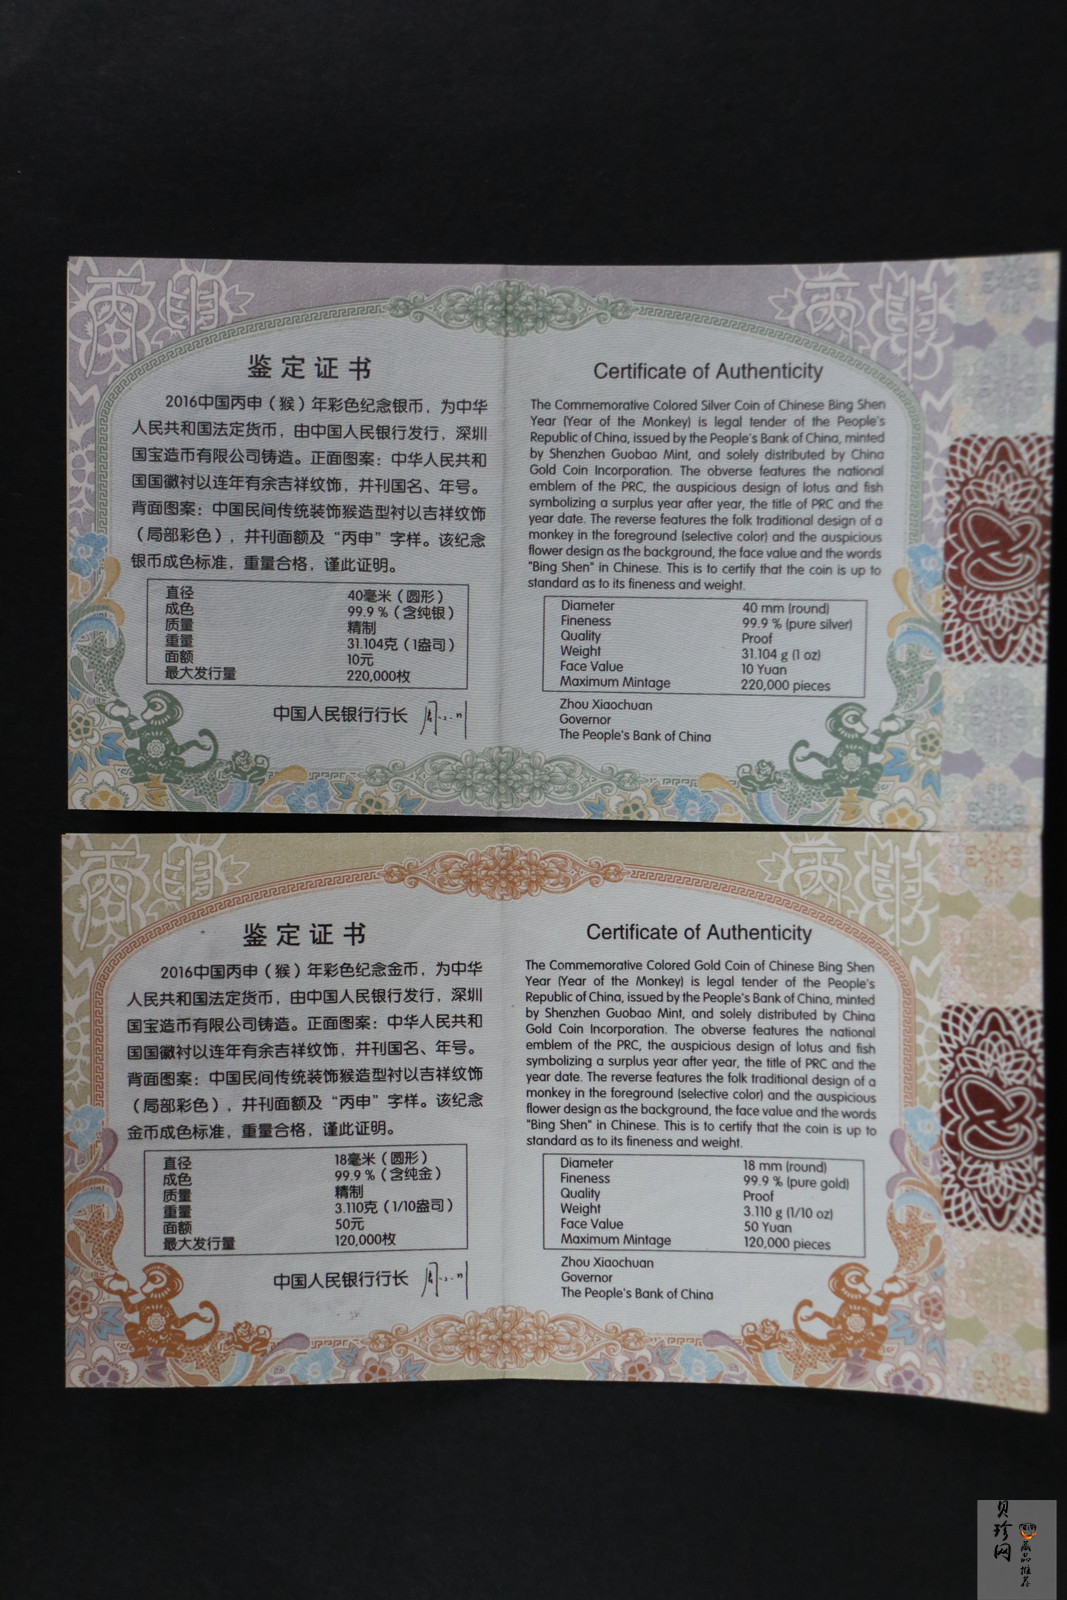 鉴定证书
2016中国丙申（猴）年彩色纪念银币，为中华
人民共和国法定货币，由中国人民银行发行，深圳
国宝造币有限公司铸造。正面图案：中华人民共和
国国徽衬以连年有余吉祥纹饰，并刊国名、年号。
背面图案：中国民间传统装饰猴造型衬以吉祥纹饰
（局部彩色），并刊面额及“丙申”字样。该纪念
银币成色标准，重量合格，谨此证明。
直径 40毫米（圆形）
成色 99.9％（含纯银）
质量 精制
重量 31.104克（1盎司）
面额 10元
最大发行量 220,000枚
中国人民银行行长
Certificate of Authenticity
The Commemorative Colored Silver Coin of Chinese Bing Shen
Year (Year of the Monkey) is legal tender of the People's
Republic of China, issued by the People's Bank of China, minted
by Shenzhen Guobao Mint, and solely distributed by China
Gold Coin Incorporation. The obverse features the national
emblem of the PRC, the auspicious design of lotus and fish
symbolizing a surplus year after year, the title of PRC and the
year date. The reverse features the folk traditional design of a
monkey in the foreground (selective color) and the auspicious
flower design as the background, the face value and the words
"Bing Shen" in Chinese. This is to certify that the coin is up to
standard as to its fineness and weight.
Diameter 40 mm (round)
Fineness 99.9 % (pure silver)
Quality Proof
Weight 31.104 g (1 oz)
Face Value 10 Yuan
Maximum Mintage 220,000 pieces
Zhou Xiaochuan
Governor
The People's Bank of China
鉴定证书
2016中国丙申（猴）年彩色纪念金币，为中华
人民共和国法定货币，由中国人民银行发行，深圳
国宝造币有限公司铸造。正面图案：中华人民共和
国国徽衬以连年有余吉祥纹饰，并刊国名、年号。
背面图案：中国民间传统装饰猴造型衬以吉祥纹饰
（局部彩色），并刊面额及“丙申”字样。该纪念
金币成色标准，重量合格，谨此证明。
直径 18毫米（圆形）
成色 99.9％（含纯金）
质量 精制
重量 3.110克（1/10盎司）
面额 50元
最大发行量 120,000枚
中国人民银行行长
Certificate of Authenticity
The Commemorative Colored Gold Coin of Chinese Bing Shen
Year (Year of the Monkey) is legal tender of the People's
Republic of China, issued by the People's Bank of China, minted
by Shenzhen Guobao Mint, and solely distributed by China
Gold Coin Incorporation. The obverse features the national
emblem of the PRC, the auspicious design of lotus and fish
symbolizing a surplus year after year, the title of PRC and the
year date. The reverse features the folk traditional design of a
monkey in the foreground (selective color) and the auspicious
flower design as the background, the face value and the words
"Bing Shen" in Chinese. This is to certify that the coin is up to
standard as to its fineness and weight.
Diameter 18 mm (round)
Fineness 99.9 % (pure gold)
Quality Proof
Weight 3.110 g (1/10 oz)
Face Value 50 Yuan
Maximum Mintage 120,000 pieces
Zhou Xiaochuan
Governor
The People's Bank of China
贝珍网
藏品推荐